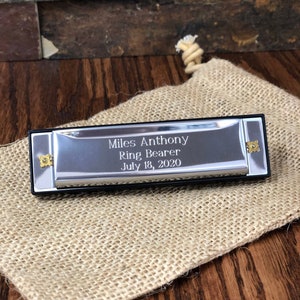 Miles Anthony
Ring Bearer
July 18, 2020